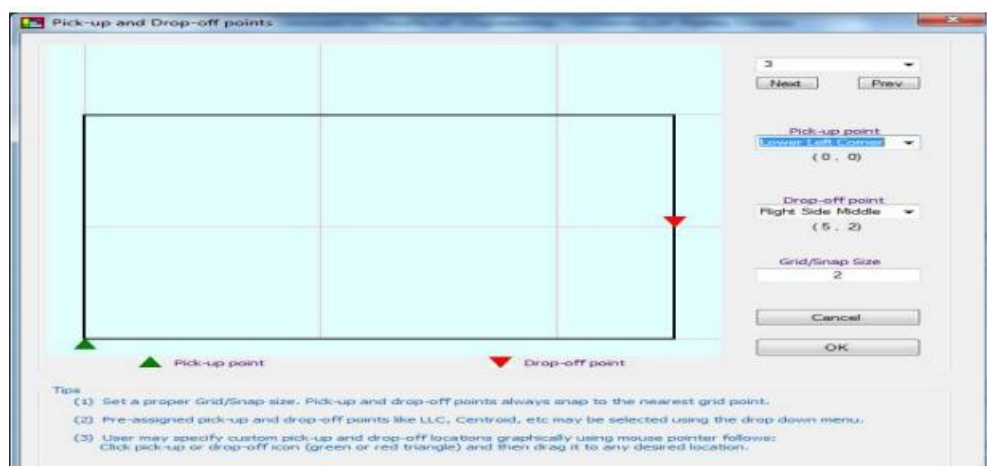 Pick-up and Drop-off points
3
Next Prev
Pick-up point
Lower Left Corner
( 0 , 0)
Drop-off point
Right Side Middle
( 5 , 2)
Grid/Snap Size
2
Cancel
OK
Pick-up point Drop-off point
Tips
(1) Set a proper Grid/Snap size. Pick-up and drop-off points always snap to the nearest grid point.
(2) Pre-assigned pick-up and drop-off points like LLC, Centroid, etc may be selected using the drop down menu.
(3) User may specify custom pick-up and drop-off locations graphically using mouse pointer follows:
Click pick-up or drop-off icon (green or red triangle) and then drag it to any desired location.